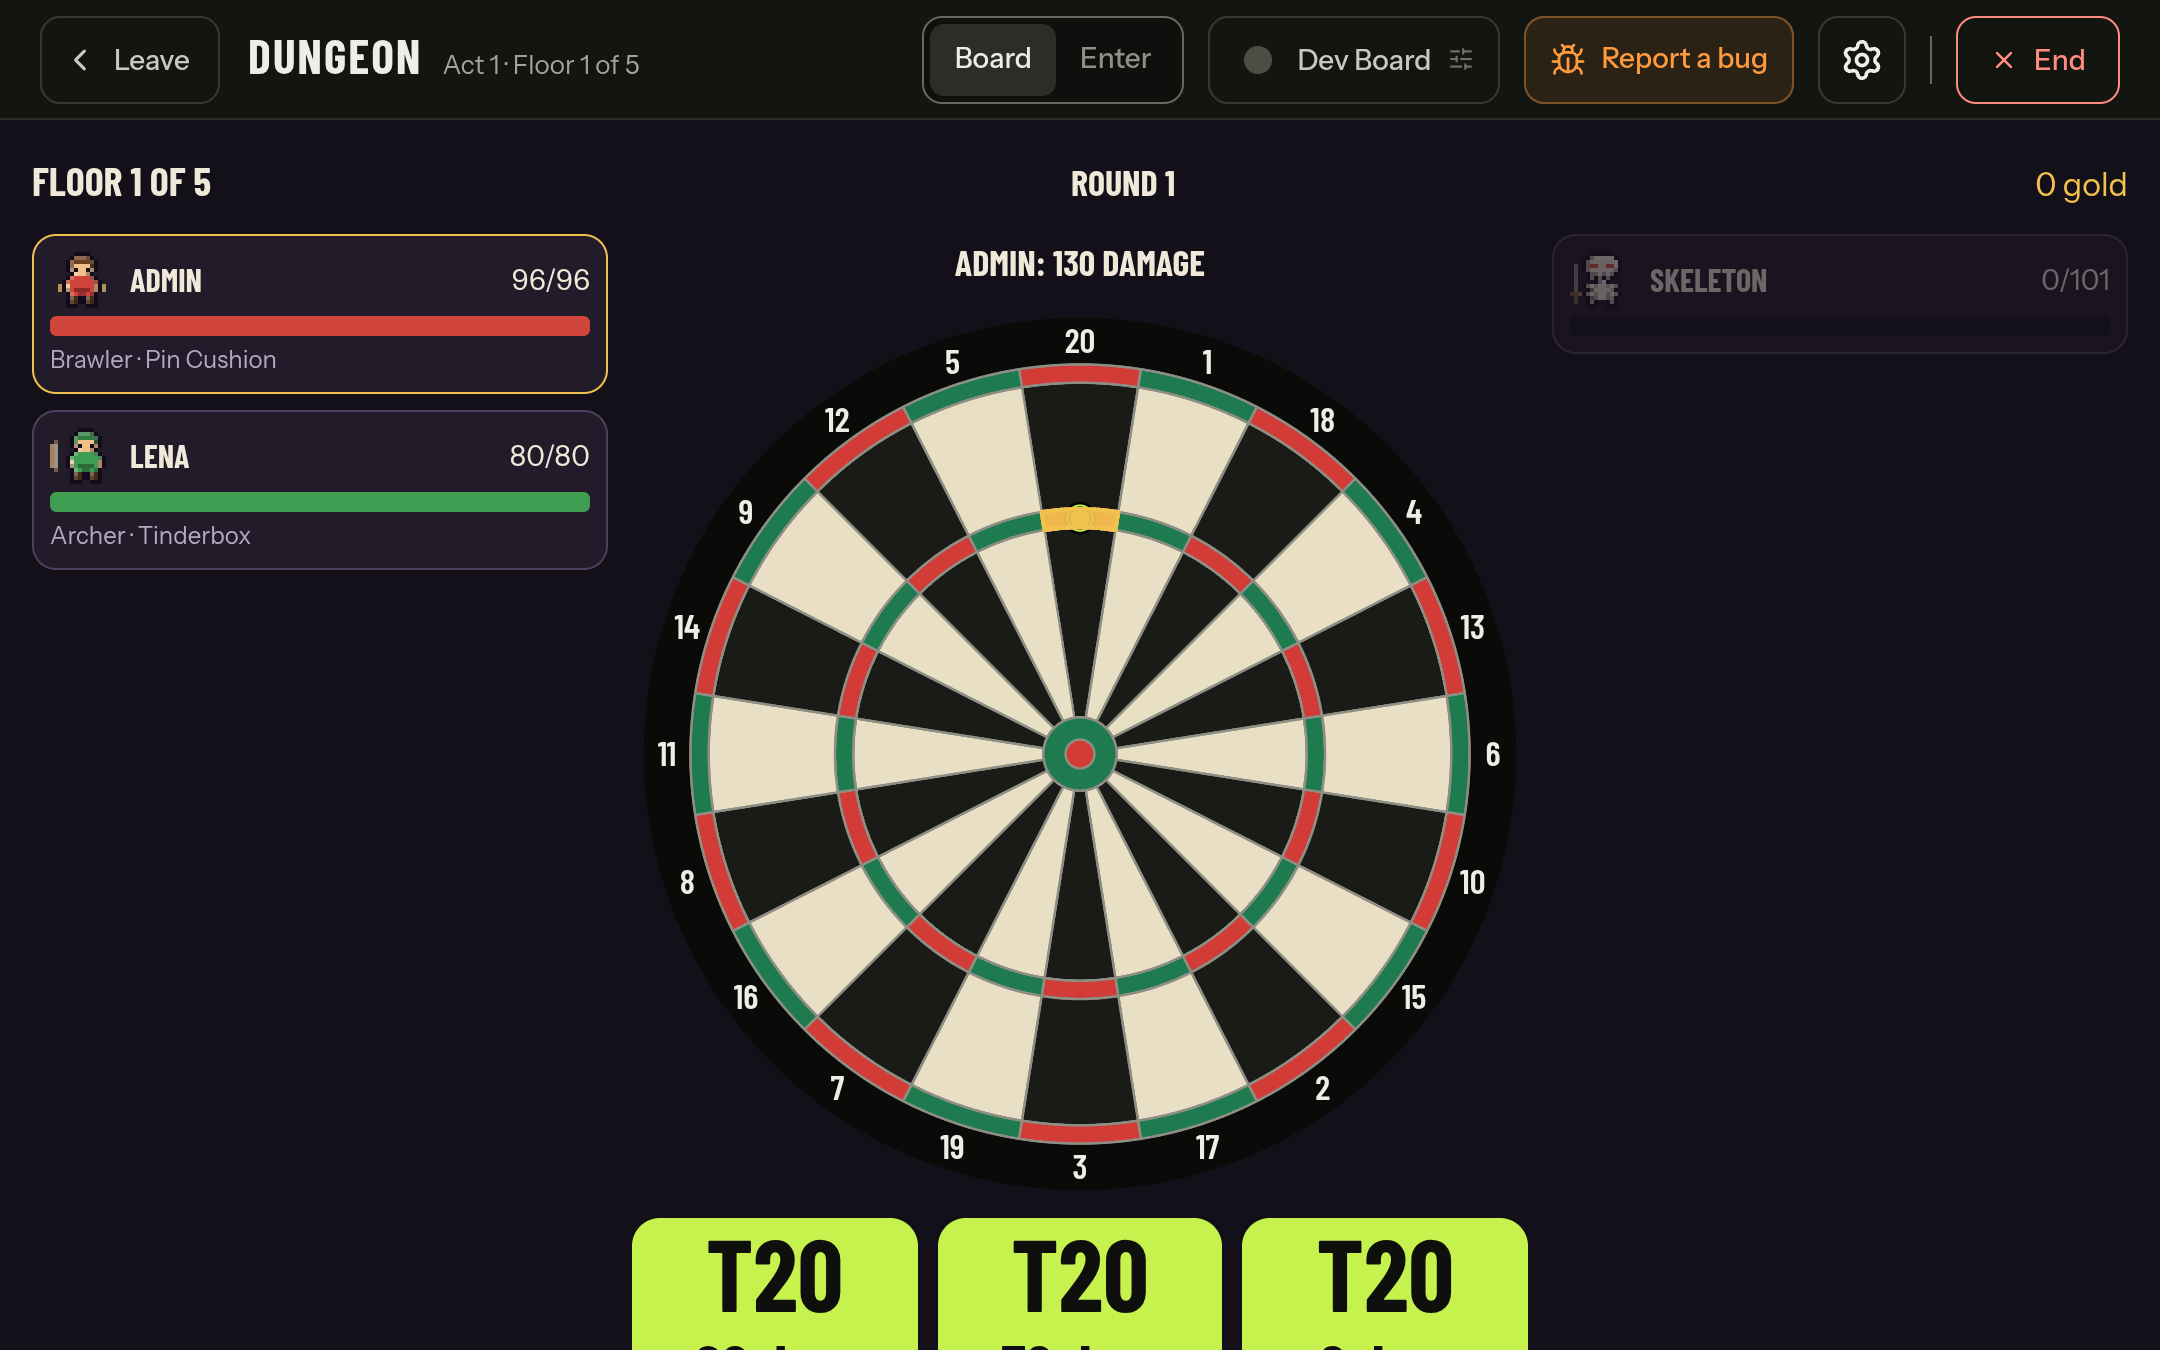 Leave
DUNGEON
Act 1 · Floor 1 of 5
Board
Enter
Dev Board
Report a bug
End
FLOOR 1 OF 5
ROUND 1
0 gold
ADMIN
96/96
Brawler · Pin Cushion
LENA
80/80
Archer · Tinderbox
ADMIN: 130 DAMAGE
SKELETON
0/101
20
1
18
4
13
6
10
15
2
17
3
19
7
16
8
11
14
9
12
5
T20
T20
T20